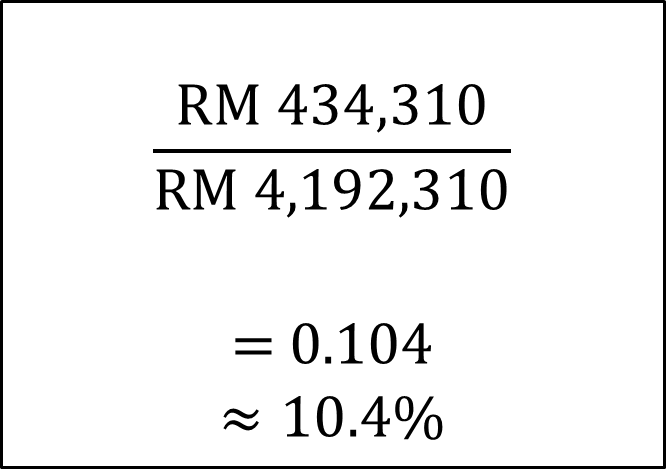 RM 434,310
RM 4,192,310
= 0.104
≈ 10.4%